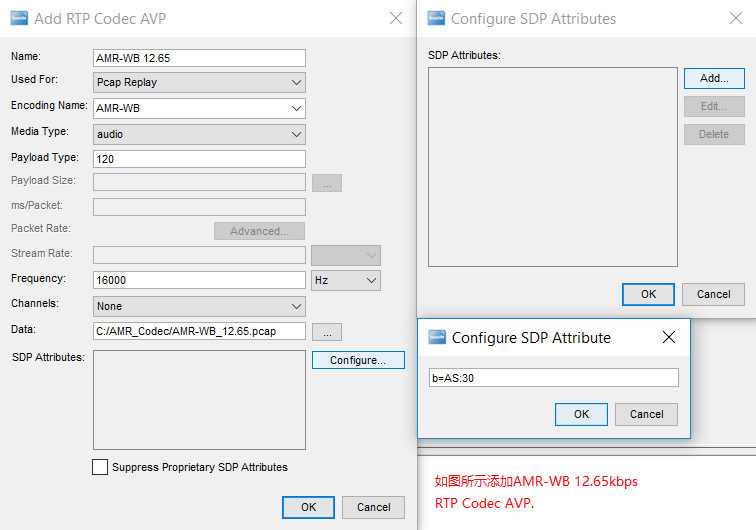 Add RTP Codec AVP
Name:
AMR-WB 12.65
Used For:
Pcap Replay
Encoding Name:
AMR-WB
Media Type:
audio
Payload Type:
120
Payload Size:
...
ms/Packet:
Packet Rate:
Advanced...
Stream Rate:
Frequency:
16000
Hz
Channels:
None
Data:
C:/AMR_Codec/AMR-WB_12.65.pcap
...
SDP Attributes:
Configure...
Suppress Proprietary SDP Attributes
OK
Cancel
Configure SDP Attributes
SDP Attributes:
Add...
Edit...
Delete
OK
Cancel
Configure SDP Attribute
b=AS:30
OK
Cancel
如图所示添加AMR-WB 12.65kbps
RTP Codec AVP.